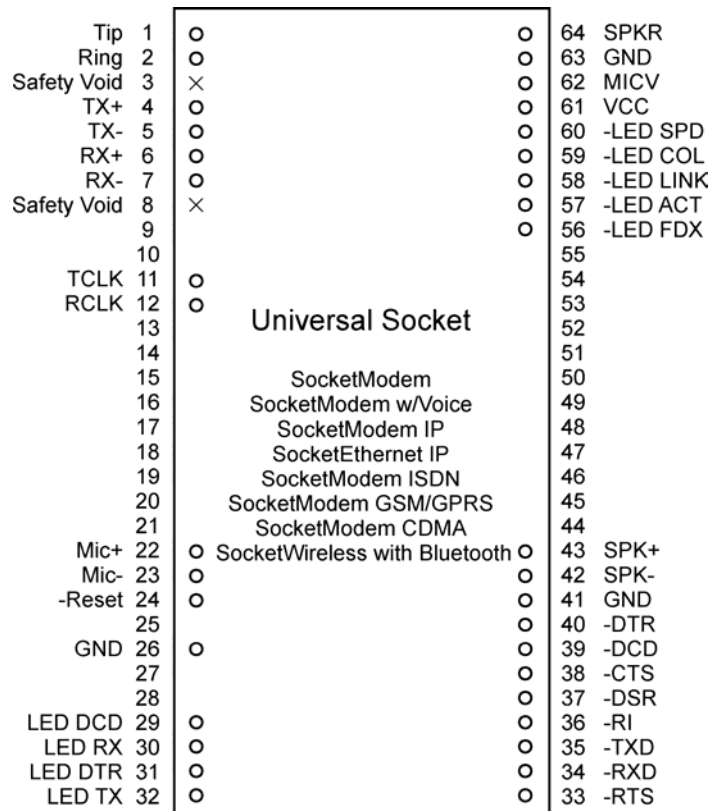 Tip 1 64 SPKR
Ring 2 63 GND
Safety Void 3 62 MICV
TX+ 4 61 VCC
TX- 5 60 -LED SPD
RX+ 6 59 -LED COL
RX- 7 58 -LED LINK
Safety Void 8 57 -LED ACT
9 56 -LED FDX
10 55
TCLK 11 54
RCLK 12 53
Universal Socket
13 52
14 51
15 SocketModem 50
16 SocketModem w/Voice 49
17 SocketModem IP 48
18 SocketEthernet IP 47
19 SocketModem ISDN 46
20 SocketModem GSM/GPRS 45
21 SocketModem CDMA 44
Mic+ 22 SocketWireless with Bluetooth 43 SPK+
Mic- 23 42 SPK-
-Reset 24 41 GND
25 40 -DTR
GND 26 39 -DCD
27 38 -CTS
28 37 -DSR
LED DCD 29 36 -RI
LED RX 30 35 -TXD
LED DTR 31 34 -RXD
LED TX 32 33 -RTS